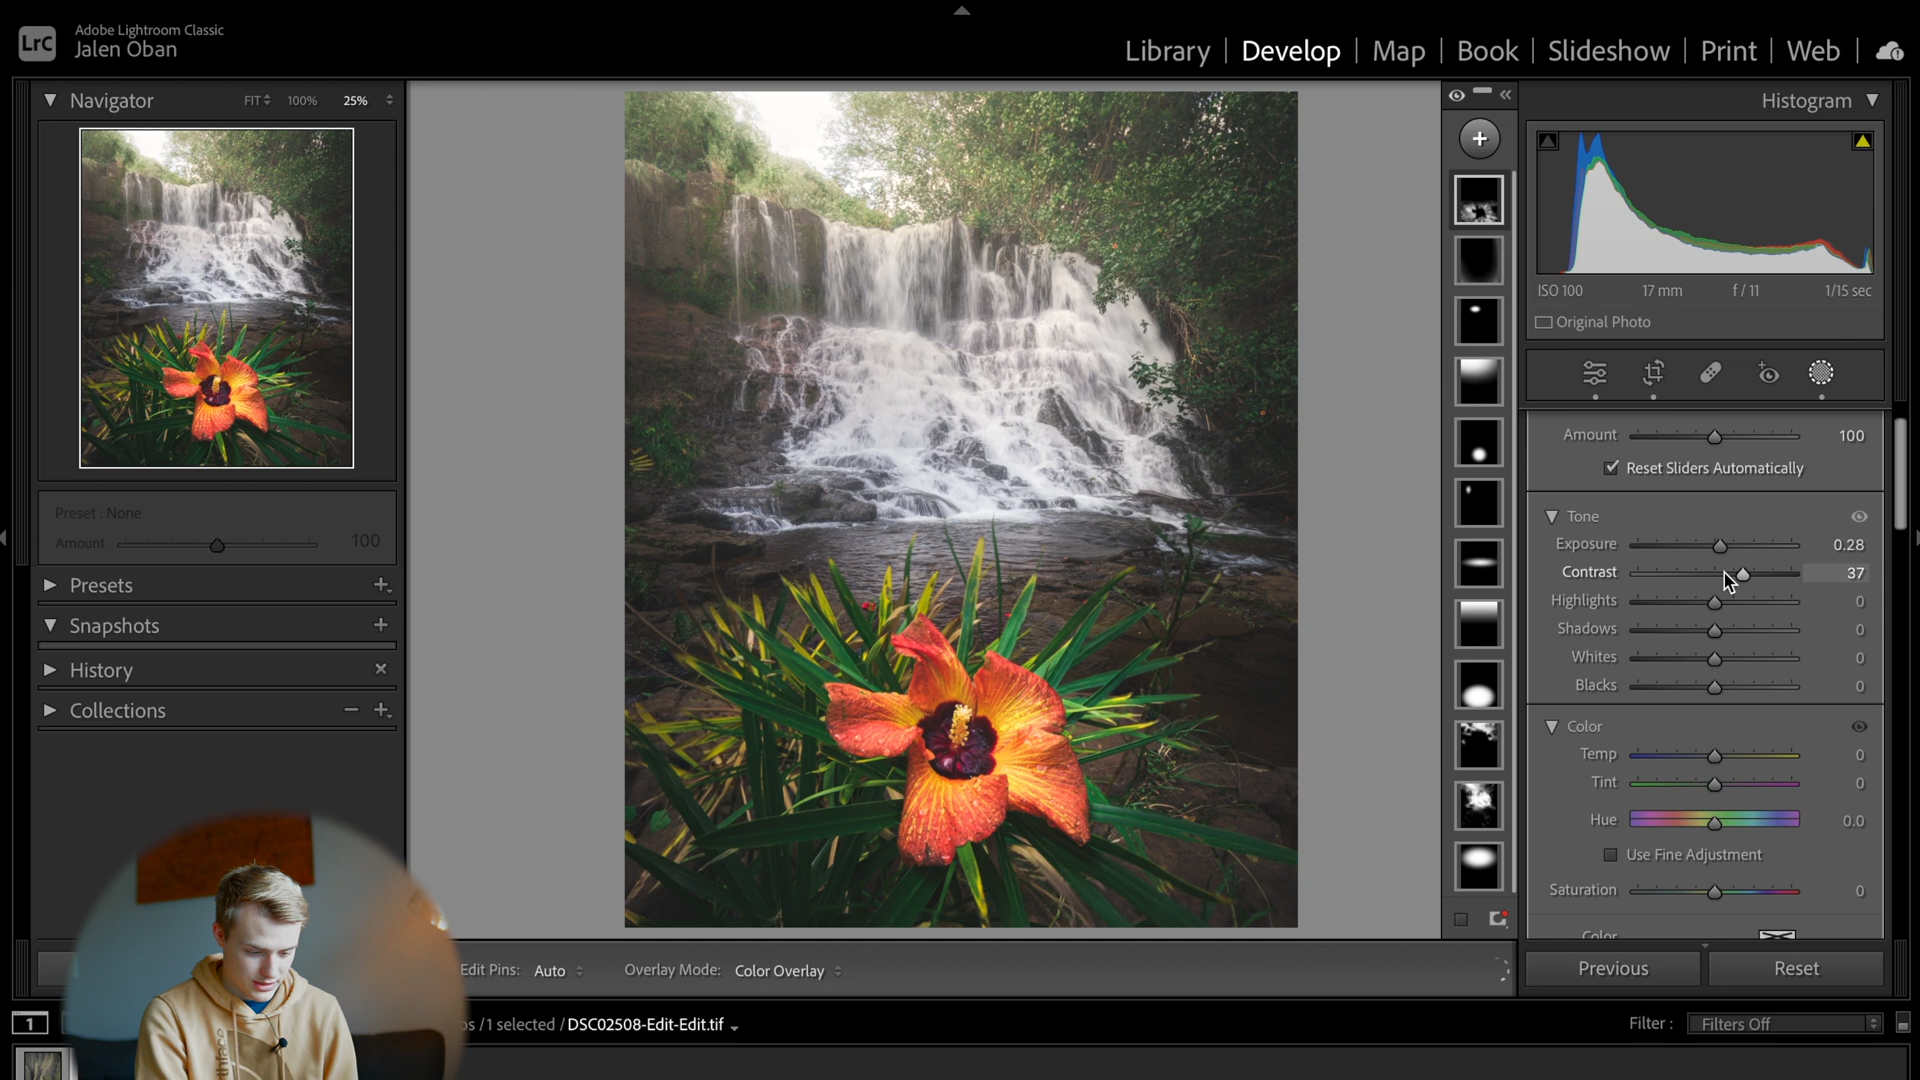 LrC
Adobe Lightroom Classic
Jalen Oban
Library | Develop | Map | Book | Slideshow | Print | Web
Navigator
FIT 100% 25%
Preset : None
Amount 100
Presets
Snapshots
History
Collections
Histogram
ISO 100 17 mm f / 11 1/15 sec
Original Photo
Amount 100
Reset Sliders Automatically
Tone
Exposure 0.28
Contrast 37
Highlights 0
Shadows 0
Whites 0
Blacks 0
Color
Temp 0
Tint 0
Hue 0.0
Use Fine Adjustment
Saturation 0
Color
Previous Reset
Edit Pins: Auto Overlay Mode: Color Overlay
1
os /1 selected / DSC02508-Edit-Edit.tif
Filter : Filters Off